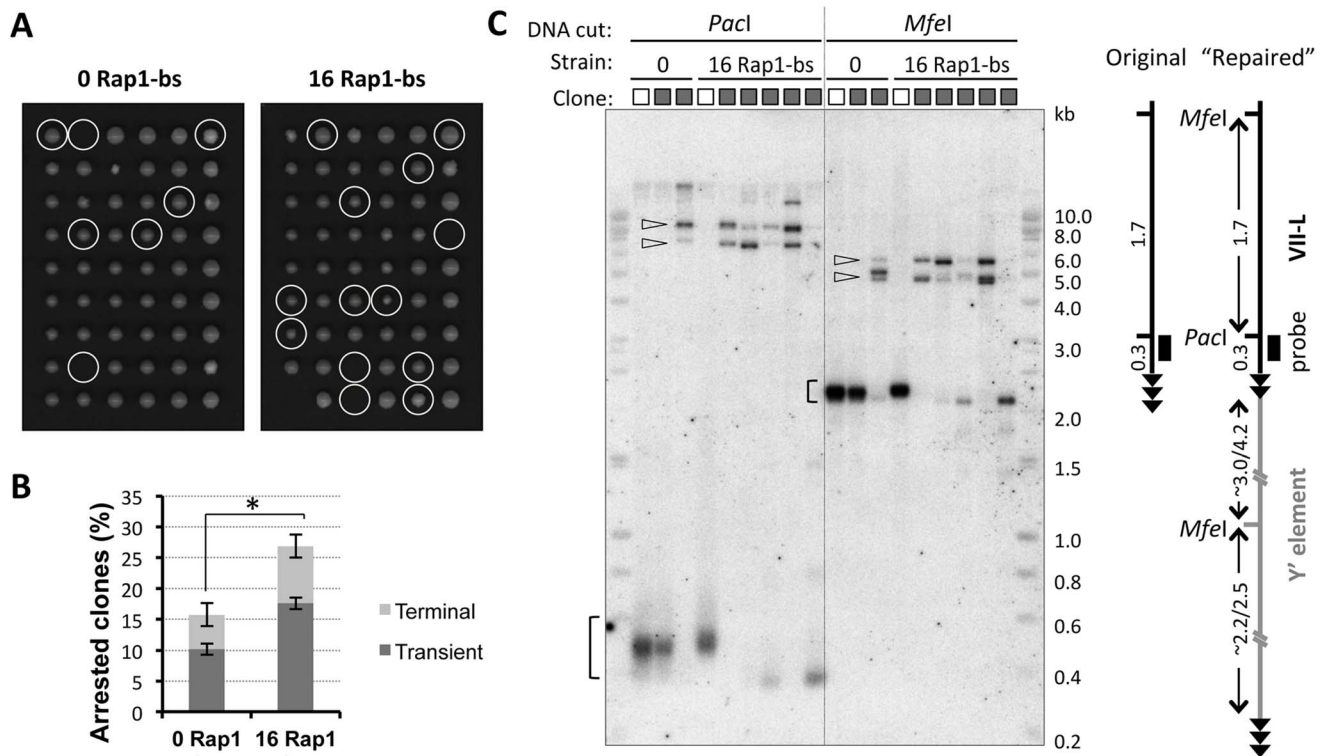 A
0 Rap1-bs
16 Rap1-bs
B
Arrested clones (%)
35
30
25
20
15
10
5
0
*
0 Rap1
16 Rap1
Terminal
Transient
C
DNA cut:
PacI
MfeI
Strain:
0
16 Rap1-bs
0
16 Rap1-bs
Clone:
kb
10.0
8.0
6.0
5.0
4.0
3.0
2.0
1.5
1.0
0.8
0.6
0.4
0.2
Original
“Repaired”
MfeI
1.7
1.7
VII-L
PacI
0.3
0.3
probe
~3.0/4.2
MfeI
Y' element
~2.2/2.5